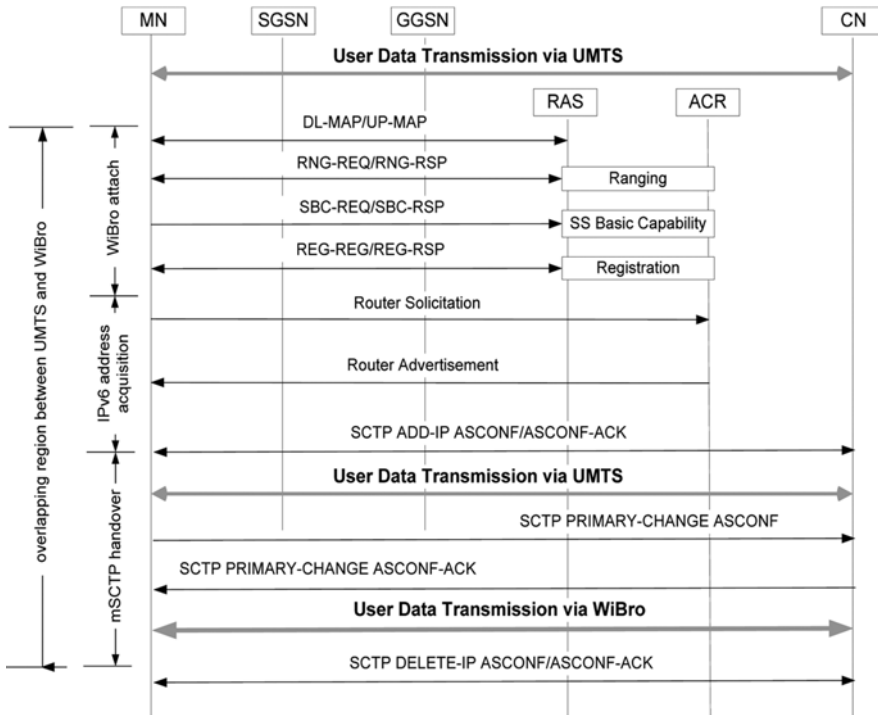 MN SGSN GGSN CN
User Data Transmission via UMTS
RAS ACR
DL-MAP/UP-MAP
RNG-REQ/RNG-RSP
Ranging
SBC-REQ/SBC-RSP
SS Basic Capability
REG-REG/REG-RSP
Registration
WiBro attach
Router Solicitation
Router Advertisement
IPv6 address
acquisition
overlapping region between UMTS and WiBro
SCTP ADD-IP ASCONF/ASCONF-ACK
User Data Transmission via UMTS
SCTP PRIMARY-CHANGE ASCONF
SCTP PRIMARY-CHANGE ASCONF-ACK
mSCTP handover
User Data Transmission via WiBro
SCTP DELETE-IP ASCONF/ASCONF-ACK